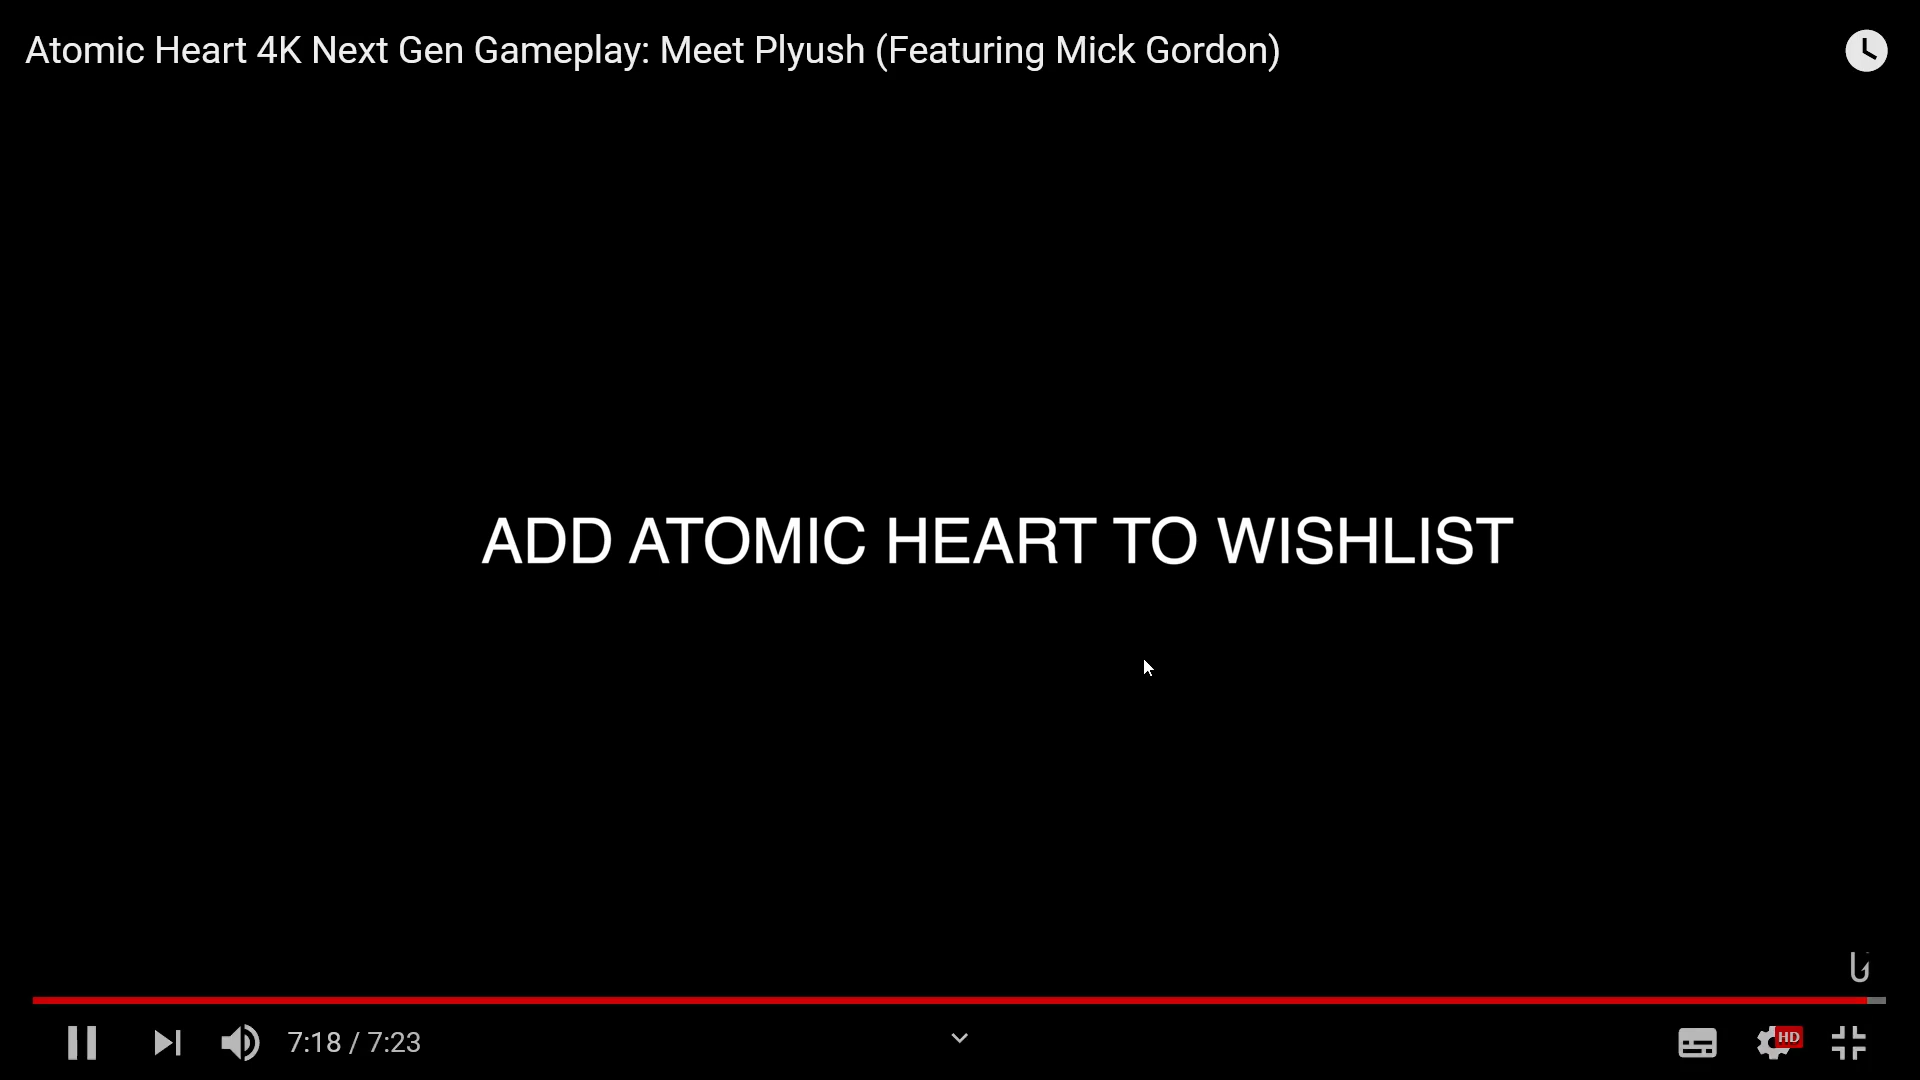 Atomic Heart 4K Next Gen Gameplay: Meet Plyush (Featuring Mick Gordon)
ADD ATOMIC HEART TO WISHLIST
7:18 / 7:23
HD